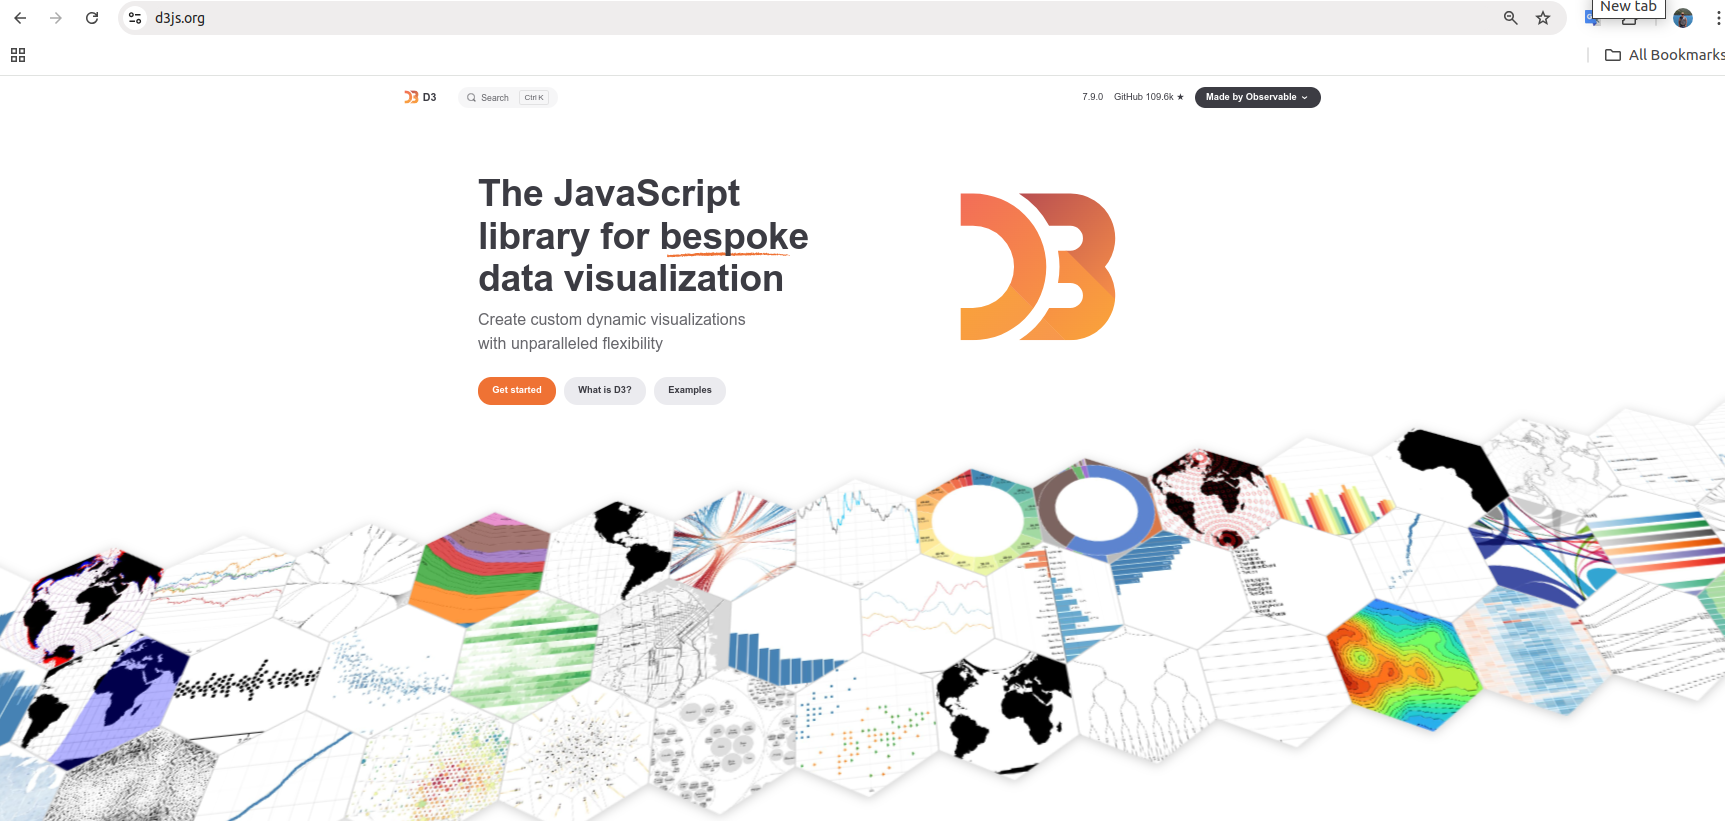 New tab
d3js.org
All Bookmarks
D3
Search
Ctrl K
7.9.0
GitHub 109.6k ★
Made by Observable
The JavaScript
library for bespoke
data visualization
D3
Create custom dynamic visualizations
with unparalleled flexibility
Get started
What is D3?
Examples